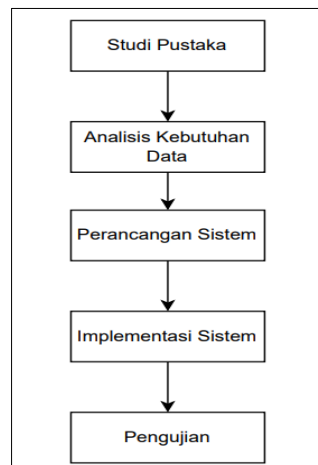 Studi Pustaka
Analisis Kebutuhan
Data
Perancangan Sistem
Implementasi Sistem
Pengujian